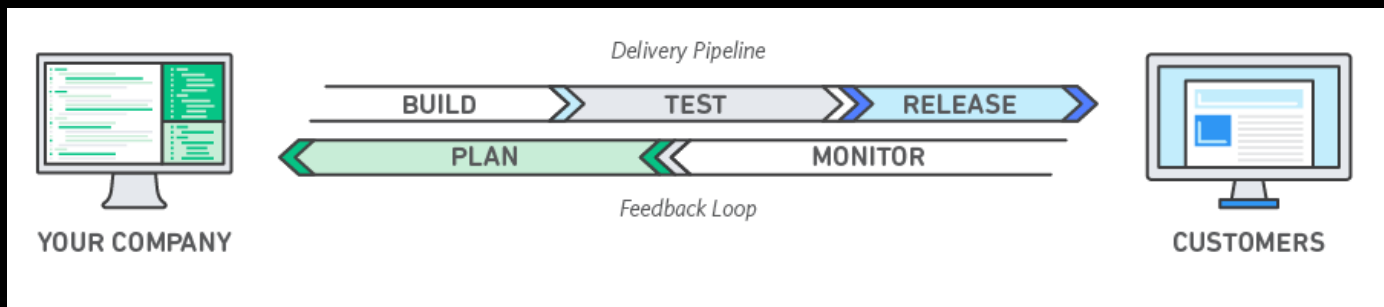 Delivery Pipeline
BUILD TEST RELEASE
PLAN MONITOR
Feedback Loop
YOUR COMPANY
CUSTOMERS